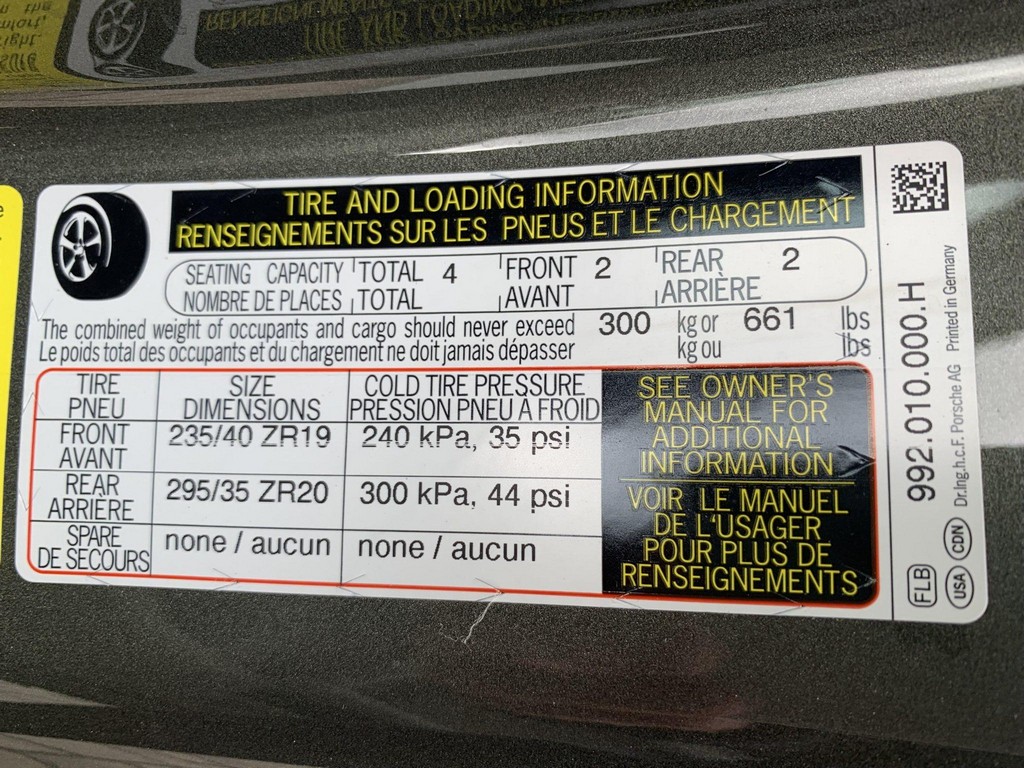 TIRE AND LOADING INFORMATION
RENSEIGNEMENTS SUR LES PNEUS ET LE CHARGEMENT
SEATING CAPACITY TOTAL 4 FRONT 2 REAR 2
NOMBRE DE PLACES TOTAL AVANT ARRIÈRE
The combined weight of occupants and cargo should never exceed 300 kg or 661 lbs
Le poids total des occupants et du chargement ne doit jamais dépasser kg ou lbs
TIRE SIZE COLD TIRE PRESSURE
PNEU DIMENSIONS PRESSION PNEU À FROID
FRONT 235/40 ZR19 240 kPa, 35 psi
AVANT
REAR 295/35 ZR20 300 kPa, 44 psi
ARRIÈRE
SPARE none / aucun none / aucun
DE SECOURS
SEE OWNER'S
MANUAL FOR
ADDITIONAL
INFORMATION
VOIR LE MANUEL
DE L'USAGER
POUR PLUS DE
RENSEIGNEMENTS
992.010.000.H
Dr.Ing.h.c.F. Porsche AG Printed in Germany
FLB
USA CDN